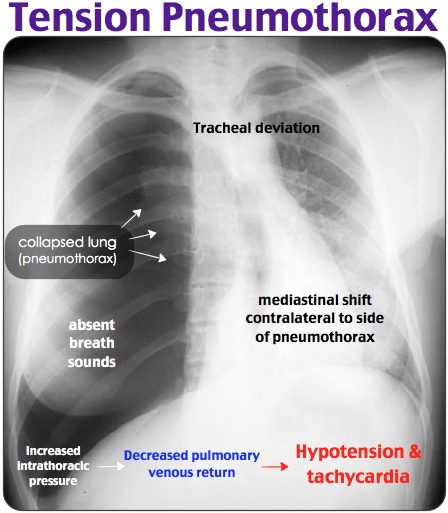 Tension Pneumothorax
Tracheal deviation
collapsed lung
(pneumothorax)
mediastinal shift
contralateral to side
of pneumothorax
absent
breath
sounds
Increased
intrathoracic
pressure
Decreased pulmonary
venous return
Hypotension &
tachycardia